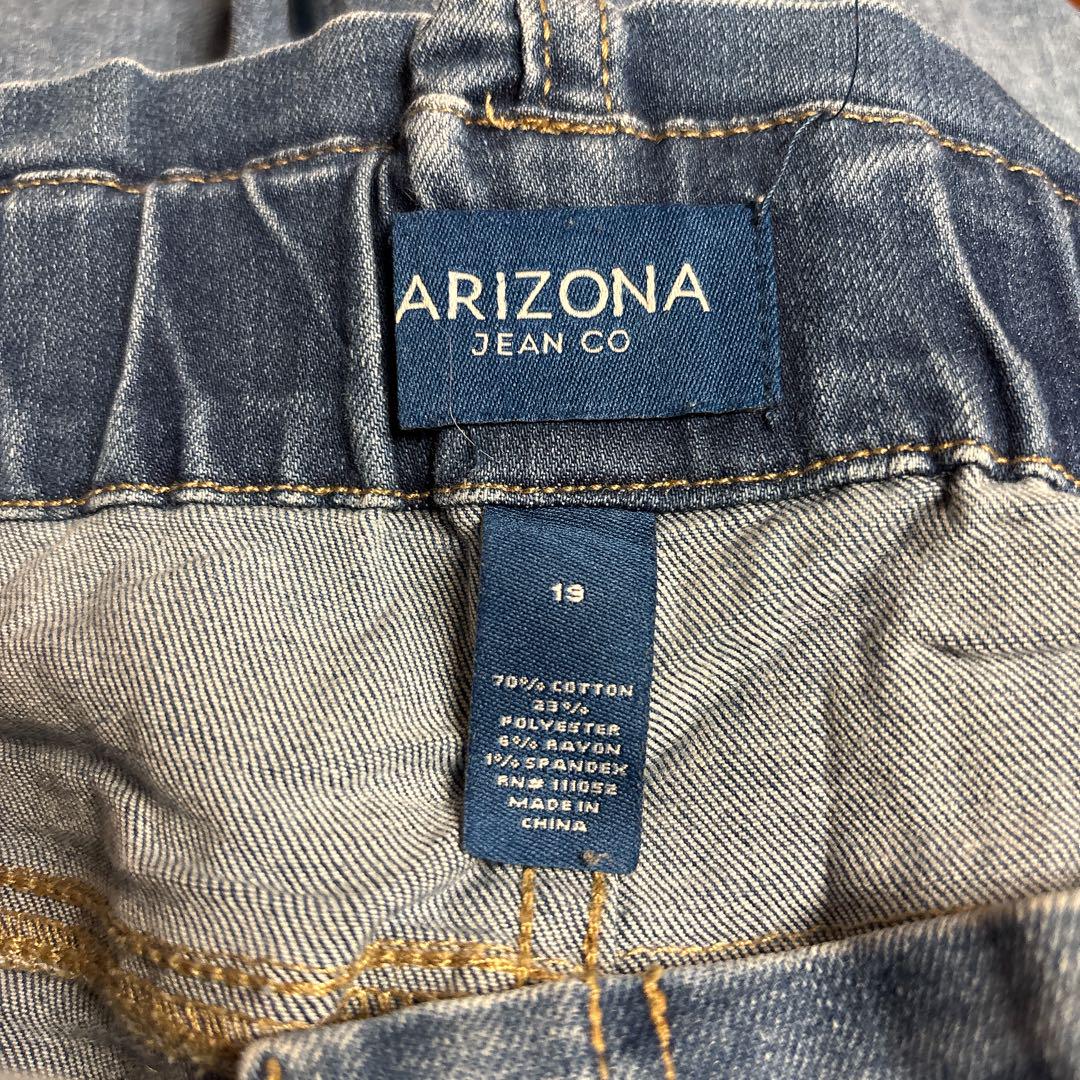 ARIZONA
JEAN CO
19
70% COTTON
23%
POLYESTER
6% RAYON
1% SPANDEX
RN# 111052
MADE IN
CHINA